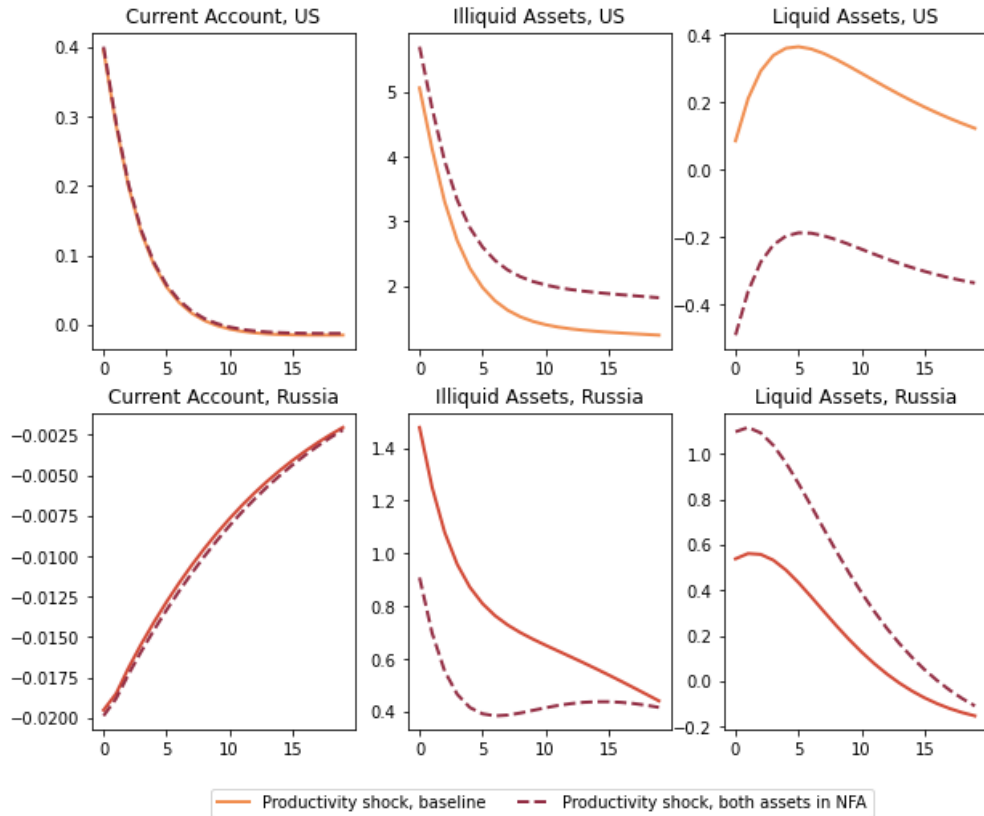 Current Account, US
Illiquid Assets, US
Liquid Assets, US
0.4
0.3
0.2
0.1
0.0
0 5 10 15
5
4
3
2
0 5 10 15
0.4
0.2
0.0
−0.2
−0.4
0 5 10 15
Current Account, Russia
Illiquid Assets, Russia
Liquid Assets, Russia
−0.0025
−0.0050
−0.0075
−0.0100
−0.0125
−0.0150
−0.0175
−0.0200
0 5 10 15
1.4
1.2
1.0
0.8
0.6
0.4
0 5 10 15
1.0
0.8
0.6
0.4
0.2
0.0
−0.2
0 5 10 15
Productivity shock, baseline
Productivity shock, both assets in NFA